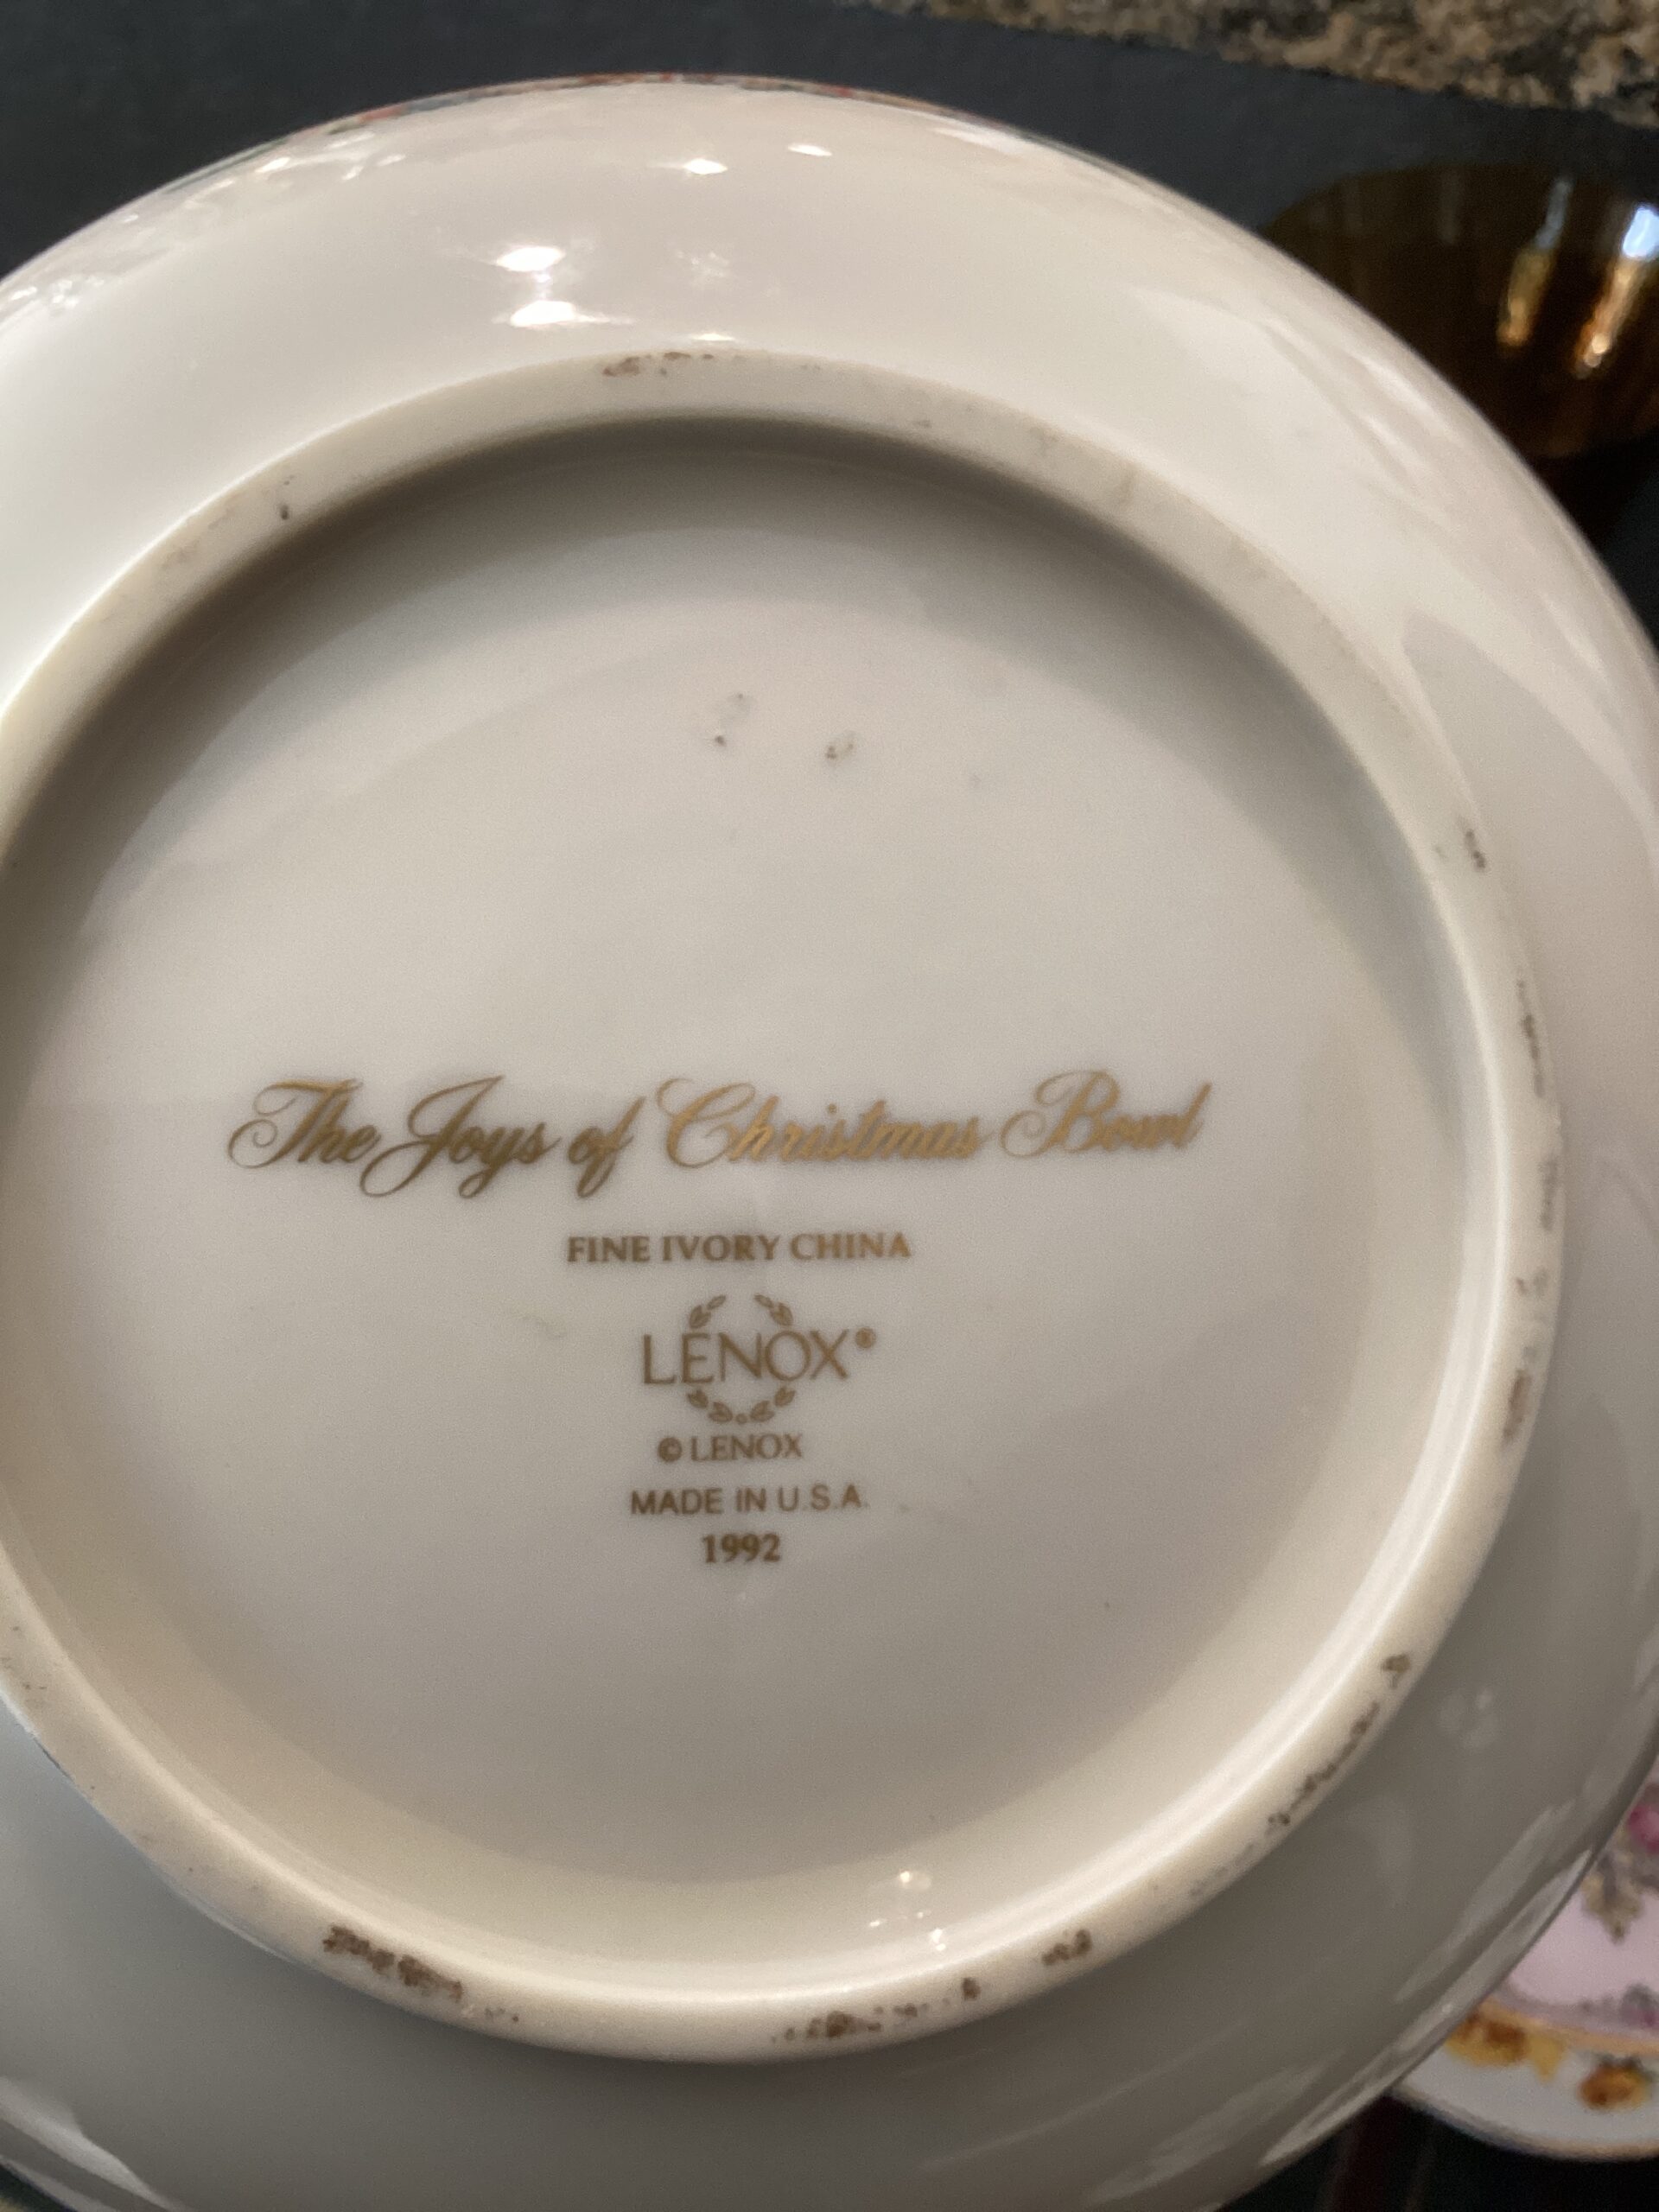 The Joys of Christmas Bowl
FINE IVORY CHINA
LENOX®
© LENOX
MADE IN U.S.A.
1992